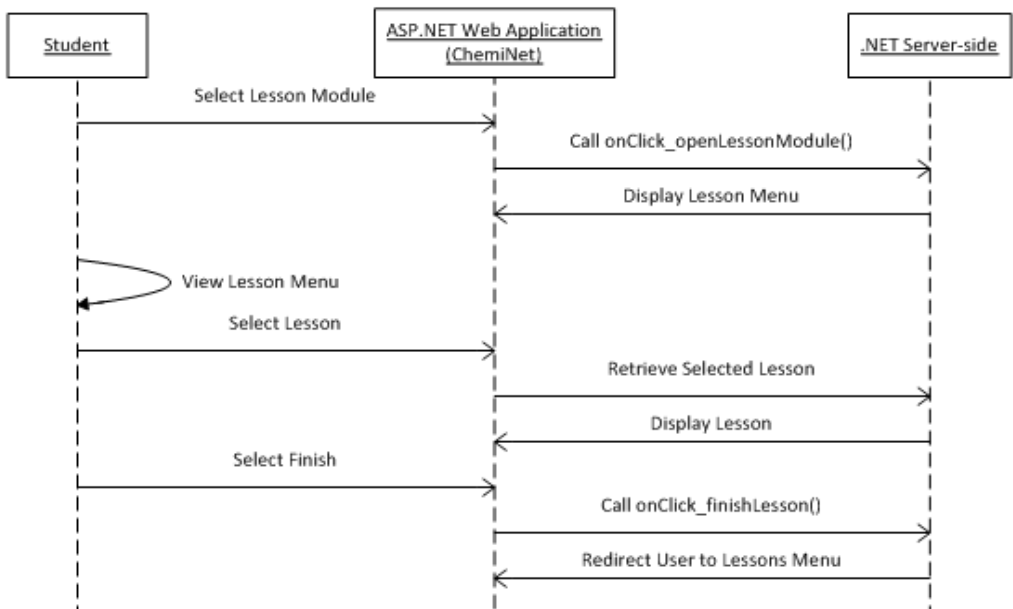 Student
ASP.NET Web Application
(ChemiNet)
.NET Server-side
Select Lesson Module
Call onClick_openLessonModule()
Display Lesson Menu
View Lesson Menu
Select Lesson
Retrieve Selected Lesson
Display Lesson
Select Finish
Call onClick_finishLesson()
Redirect User to Lessons Menu